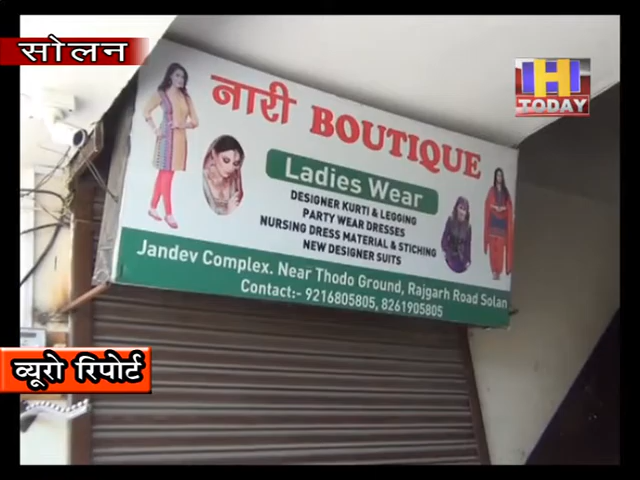 सोलन
H
TODAY
नारी BOUTIQUE
Ladies Wear
DESIGNER KURTI & LEGGING
PARTY WEAR DRESSES
NURSING DRESS MATERIAL & STICHING
NEW DESIGNER SUITS
Jandev Complex. Near Thodo Ground, Rajgarh Road Solan
Contact:- 9216805805, 8261905805
व्यूरो रिपोर्ट